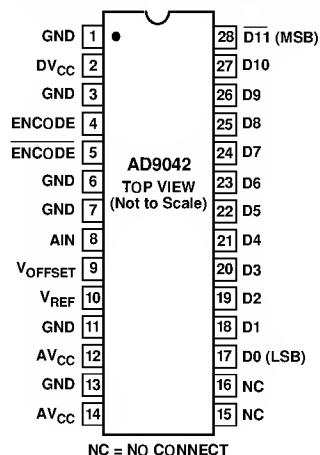 GND 1
DVCC 2
GND 3
ENCODE 4
ENCODE 5
GND 6
GND 7
AIN 8
VOFFSET 9
VREF 10
GND 11
AVCC 12
GND 13
AVCC 14
AD9042
TOP VIEW
(Not to Scale)
28 D11 (MSB)
27 D10
26 D9
25 D8
24 D7
23 D6
22 D5
21 D4
20 D3
19 D2
18 D1
17 D0 (LSB)
16 NC
15 NC
NC = NO CONNECT